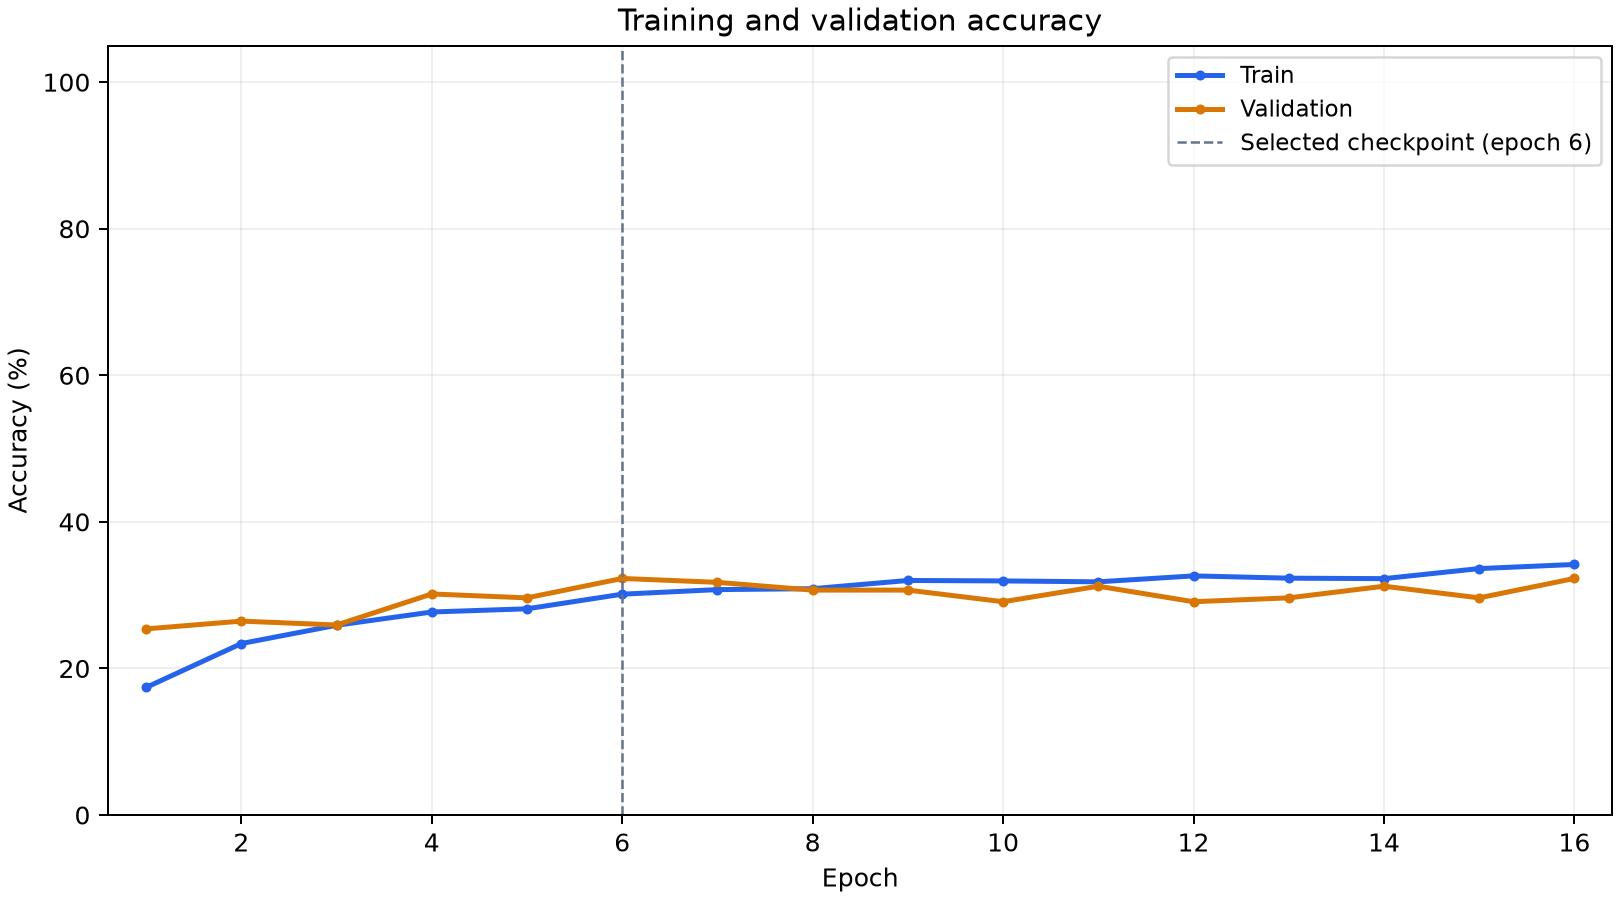 Training and validation accuracy
100
80
60
40
20
0
Accuracy (%)
Train
Validation
Selected checkpoint (epoch 6)
2 4 6 8 10 12 14 16
Epoch